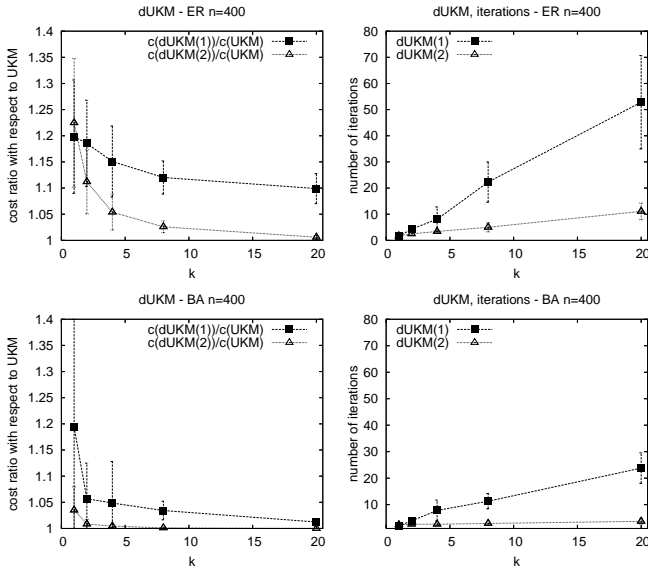 dUKM - ER n=400
cost ratio with respect to UKM
1.4
1.35
1.3
1.25
1.2
1.15
1.1
1.05
1
c(dUKM(1))/c(UKM)
c(dUKM(2))/c(UKM)
0 5 10 15 20
k
dUKM, iterations - ER n=400
number of iterations
80
70
60
50
40
30
20
10
0
dUKM(1)
dUKM(2)
0 5 10 15 20
k
dUKM - BA n=400
cost ratio with respect to UKM
1.4
1.35
1.3
1.25
1.2
1.15
1.1
1.05
1
c(dUKM(1))/c(UKM)
c(dUKM(2))/c(UKM)
0 5 10 15 20
k
dUKM, iterations - BA n=400
number of iterations
80
70
60
50
40
30
20
10
dUKM(1)
dUKM(2)
0 5 10 15 20
k